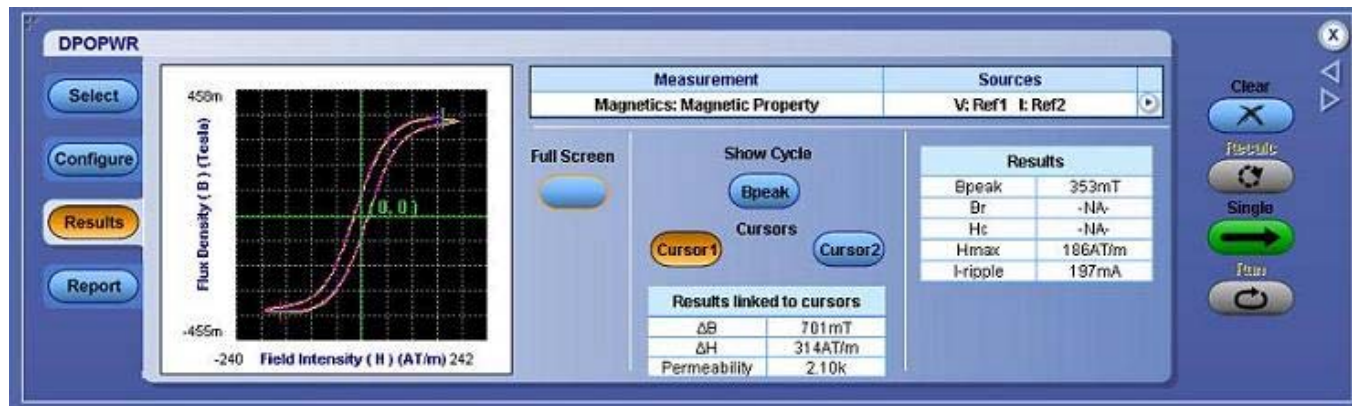 DPOPWR
Select
Configure
Results
Report
458m
Flux Density ( B ) (Tesla)
-455m
(0, 0)
-240 Field Intensity ( H ) (AT/m) 242
Measurement Sources
Magnetics: Magnetic Property V: Ref1 I: Ref2
Full Screen
Show Cycle
Bpeak
Cursors
Cursor1 Cursor2
Results linked to cursors
ΔB 701mT
ΔH 314AT/m
Permeability 2.10k
Results
Bpeak 353mT
Br -NA-
Hc -NA-
Hmax 186AT/m
I-ripple 197mA
X
Clear
Recalc
Single
Run